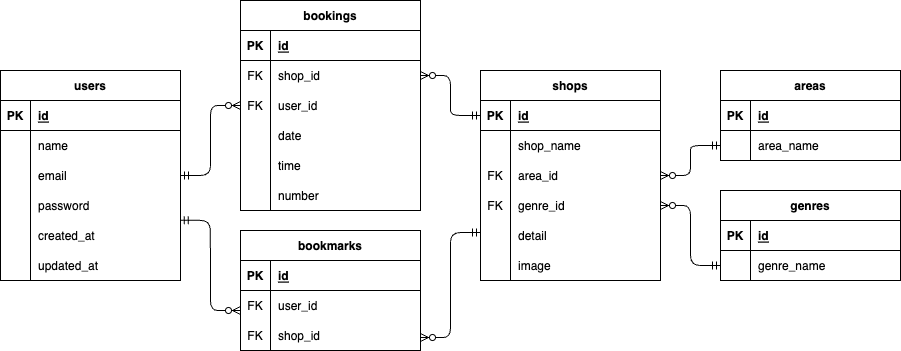 users
PK id
name
email
password
created_at
updated_at
bookings
PK id
FK shop_id
FK user_id
date
time
number
bookmarks
PK id
FK user_id
FK shop_id
shops
PK id
shop_name
FK area_id
FK genre_id
detail
image
areas
PK id
area_name
genres
PK id
genre_name